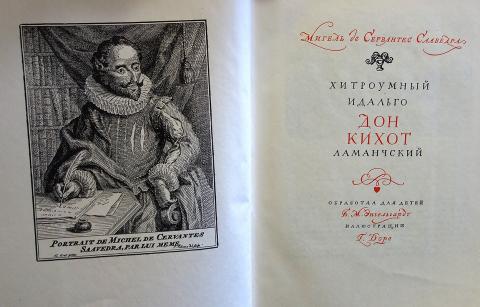 PORTRAIT DE MICHEL DE CERVANTES
SAAVEDRA, PAR LUI MEME
Мигель де Сервантес Сааведра
ХИТРОУМНЫЙ
ИДАЛЬГО
ДОН
КИХОТ
ЛАМАНЧСКИЙ
ОБРАБОТАЛ ДЛЯ ДЕТЕЙ
Б. М. Энгельгардт
ИЛЛЮСТРАЦИИ
Г. Доре